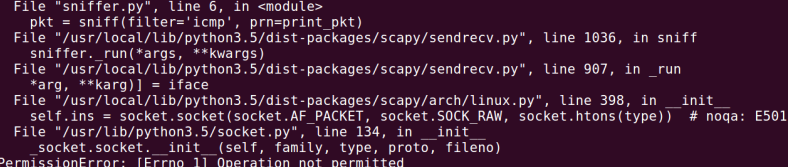 File "sniffer.py", line 6, in <module>
pkt = sniff(filter='icmp', prn=print_pkt)
File "/usr/local/lib/python3.5/dist-packages/scapy/sendrecv.py", line 1036, in sniff
sniffer._run(*args, **kwargs)
File "/usr/local/lib/python3.5/dist-packages/scapy/sendrecv.py", line 907, in _run
*arg, **karg)] = iface
File "/usr/local/lib/python3.5/dist-packages/scapy/arch/linux.py", line 398, in __init__
self.ins = socket.socket(socket.AF_PACKET, socket.SOCK_RAW, socket.htons(type))  # noqa: E501
File "/usr/lib/python3.5/socket.py", line 134, in __init__
_socket.socket.__init__(self, family, type, proto, fileno)
PermissionError: [Errno 1] Operation not permitted